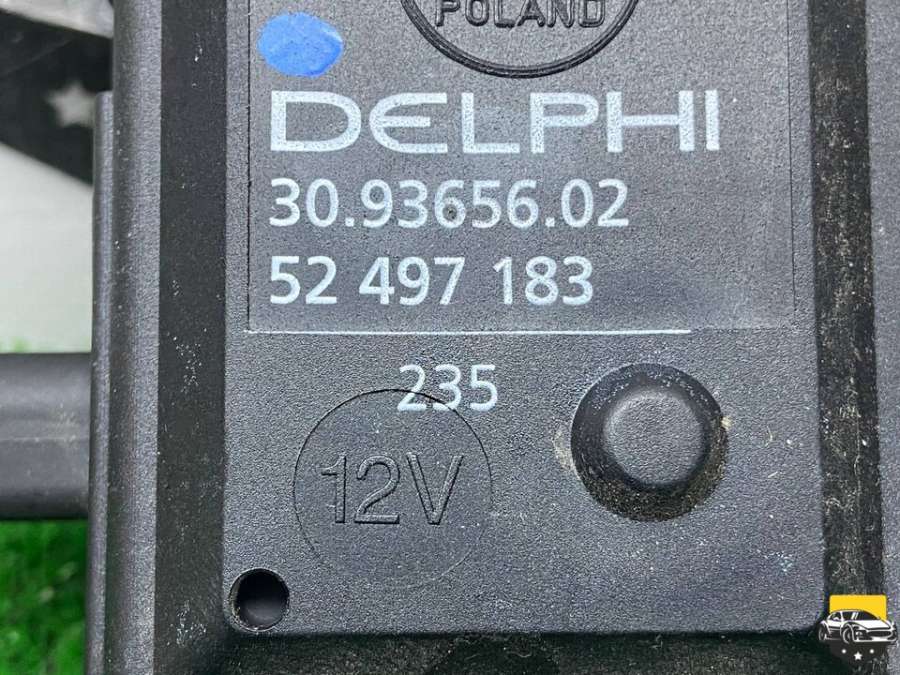 POLAND
DELPHI
30.93656.02
52 497 183
235
12V